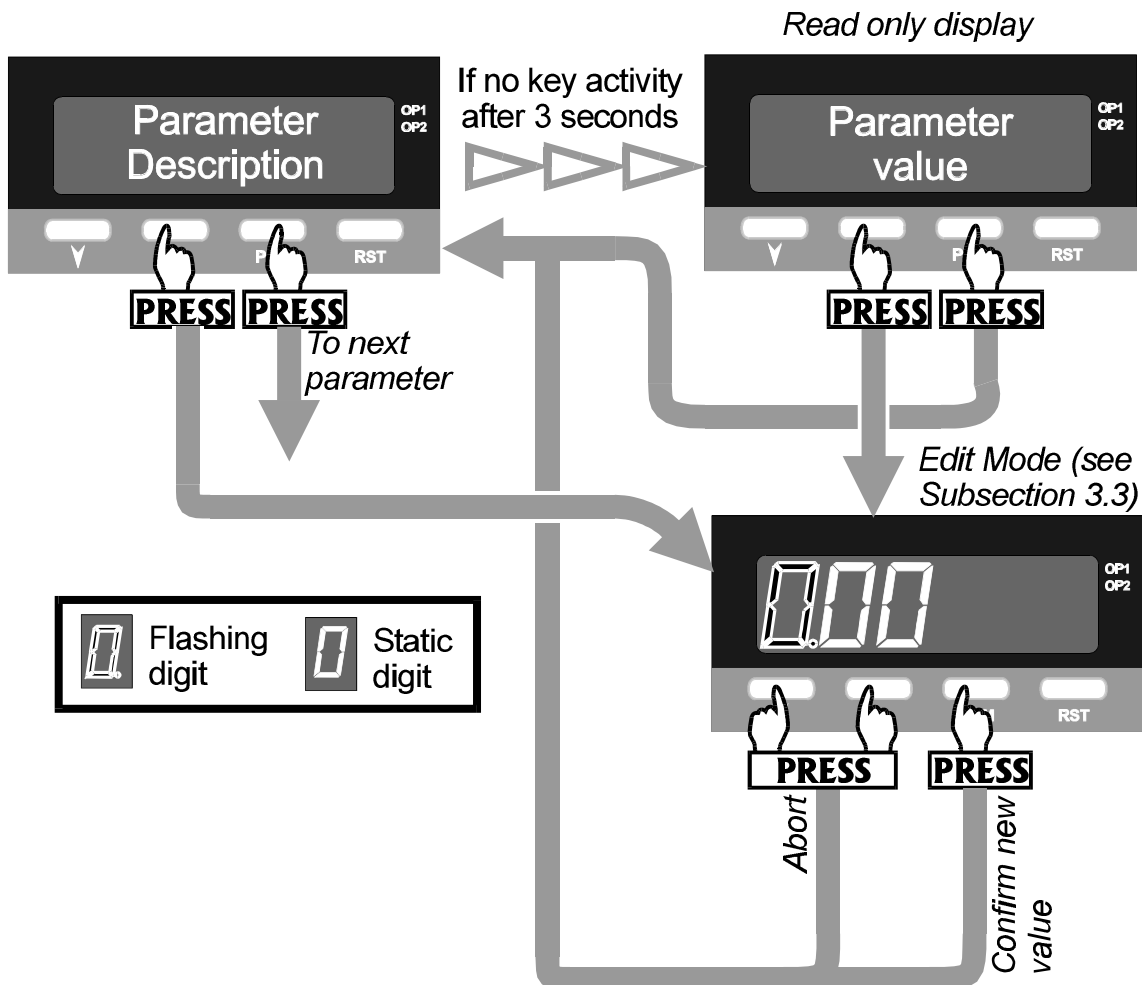 Read only display
Parameter
Description
OP1
OP2
If no key activity
after 3 seconds
Parameter
value
OP1
OP2
RST
RST
PRESS
PRESS
PRESS
PRESS
To next
parameter
Edit Mode (see
Subsection 3.3)
0.00
OP1
OP2
Flashing
digit
Static
digit
RST
PRESS
PRESS
Abort
Confirm new
value